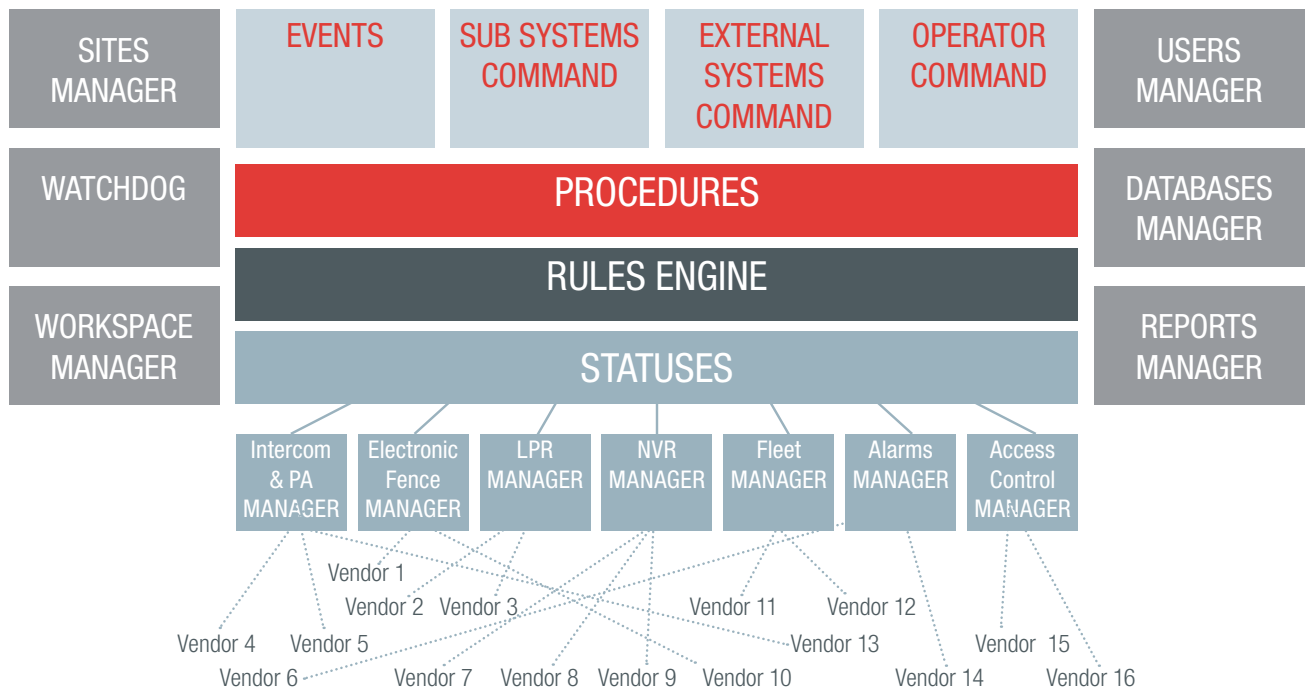 SITES
MANAGER
EVENTS
SUB SYSTEMS
COMMAND
EXTERNAL
SYSTEMS
COMMAND
OPERATOR
COMMAND
USERS
MANAGER
WATCHDOG
PROCEDURES
DATABASES
MANAGER
RULES ENGINE
WORKSPACE
MANAGER
STATUSES
REPORTS
MANAGER
Intercom
& PA
MANAGER
Electronic
Fence
MANAGER
LPR
MANAGER
NVR
MANAGER
Fleet
MANAGER
Alarms
MANAGER
Access
Control
MANAGER
Vendor 1
Vendor 2
Vendor 3
Vendor 11
Vendor 12
Vendor 4
Vendor 5
Vendor 13
Vendor 15
Vendor 6
Vendor 7
Vendor 8
Vendor 9
Vendor 10
Vendor 14
Vendor 16